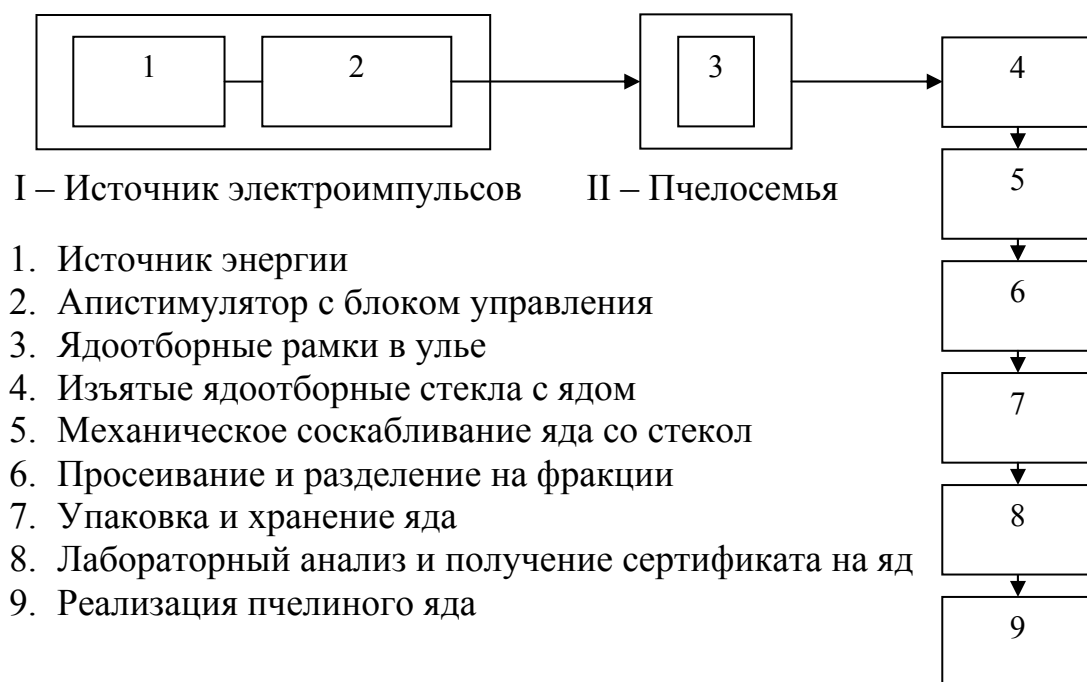 1
2
3
4
I – Источник электроимпульсов
II – Пчелосемья
5
1. Источник энергии
2. Апистимулятор с блоком управления
6
3. Ядоотборные рамки в улье
4. Изъятые ядоотборные стекла с ядом
7
5. Механическое соскабливание яда со стекол
6. Просеивание и разделение на фракции
7. Упаковка и хранение яда
8
8. Лабораторный анализ и получение сертификата на яд
9. Реализация пчелиного яда
9